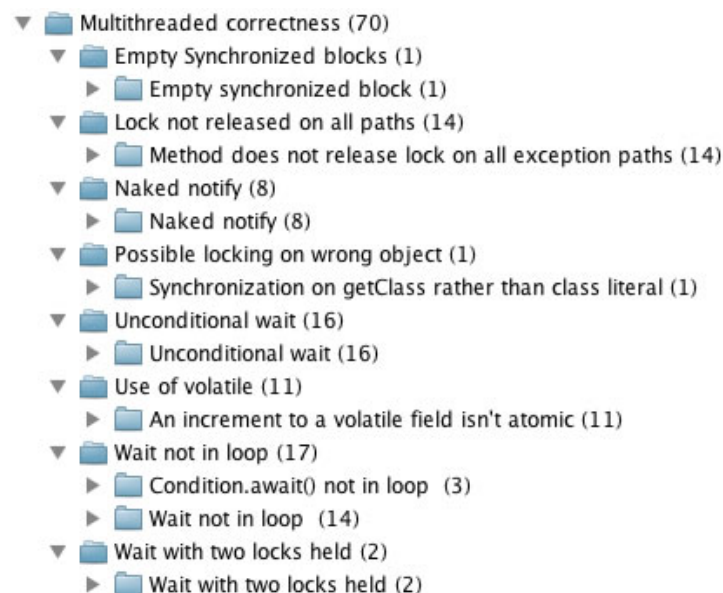 Multithreaded correctness (70)
Empty Synchronized blocks (1)
Empty synchronized block (1)
Lock not released on all paths (14)
Method does not release lock on all exception paths (14)
Naked notify (8)
Naked notify (8)
Possible locking on wrong object (1)
Synchronization on getClass rather than class literal (1)
Unconditional wait (16)
Unconditional wait (16)
Use of volatile (11)
An increment to a volatile field isn't atomic (11)
Wait not in loop (17)
Condition.await() not in loop (3)
Wait not in loop (14)
Wait with two locks held (2)
Wait with two locks held (2)